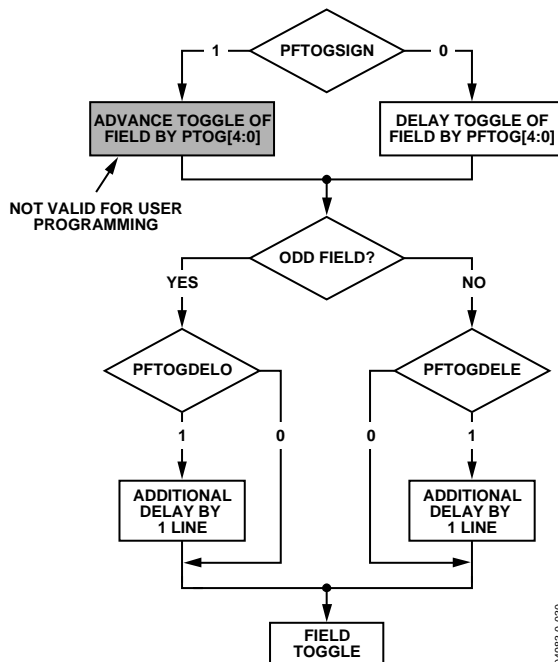 PFTOGSIGN
1
0
ADVANCE TOGGLE OF
FIELD BY PTOG[4:0]
DELAY TOGGLE OF
FIELD BY PFTOG[4:0]
NOT VALID FOR USER
PROGRAMMING
ODD FIELD?
YES
NO
PFTOGDELO
PFTOGDELE
1
0
0
1
ADDITIONAL
DELAY BY
1 LINE
ADDITIONAL
DELAY BY
1 LINE
FIELD
TOGGLE